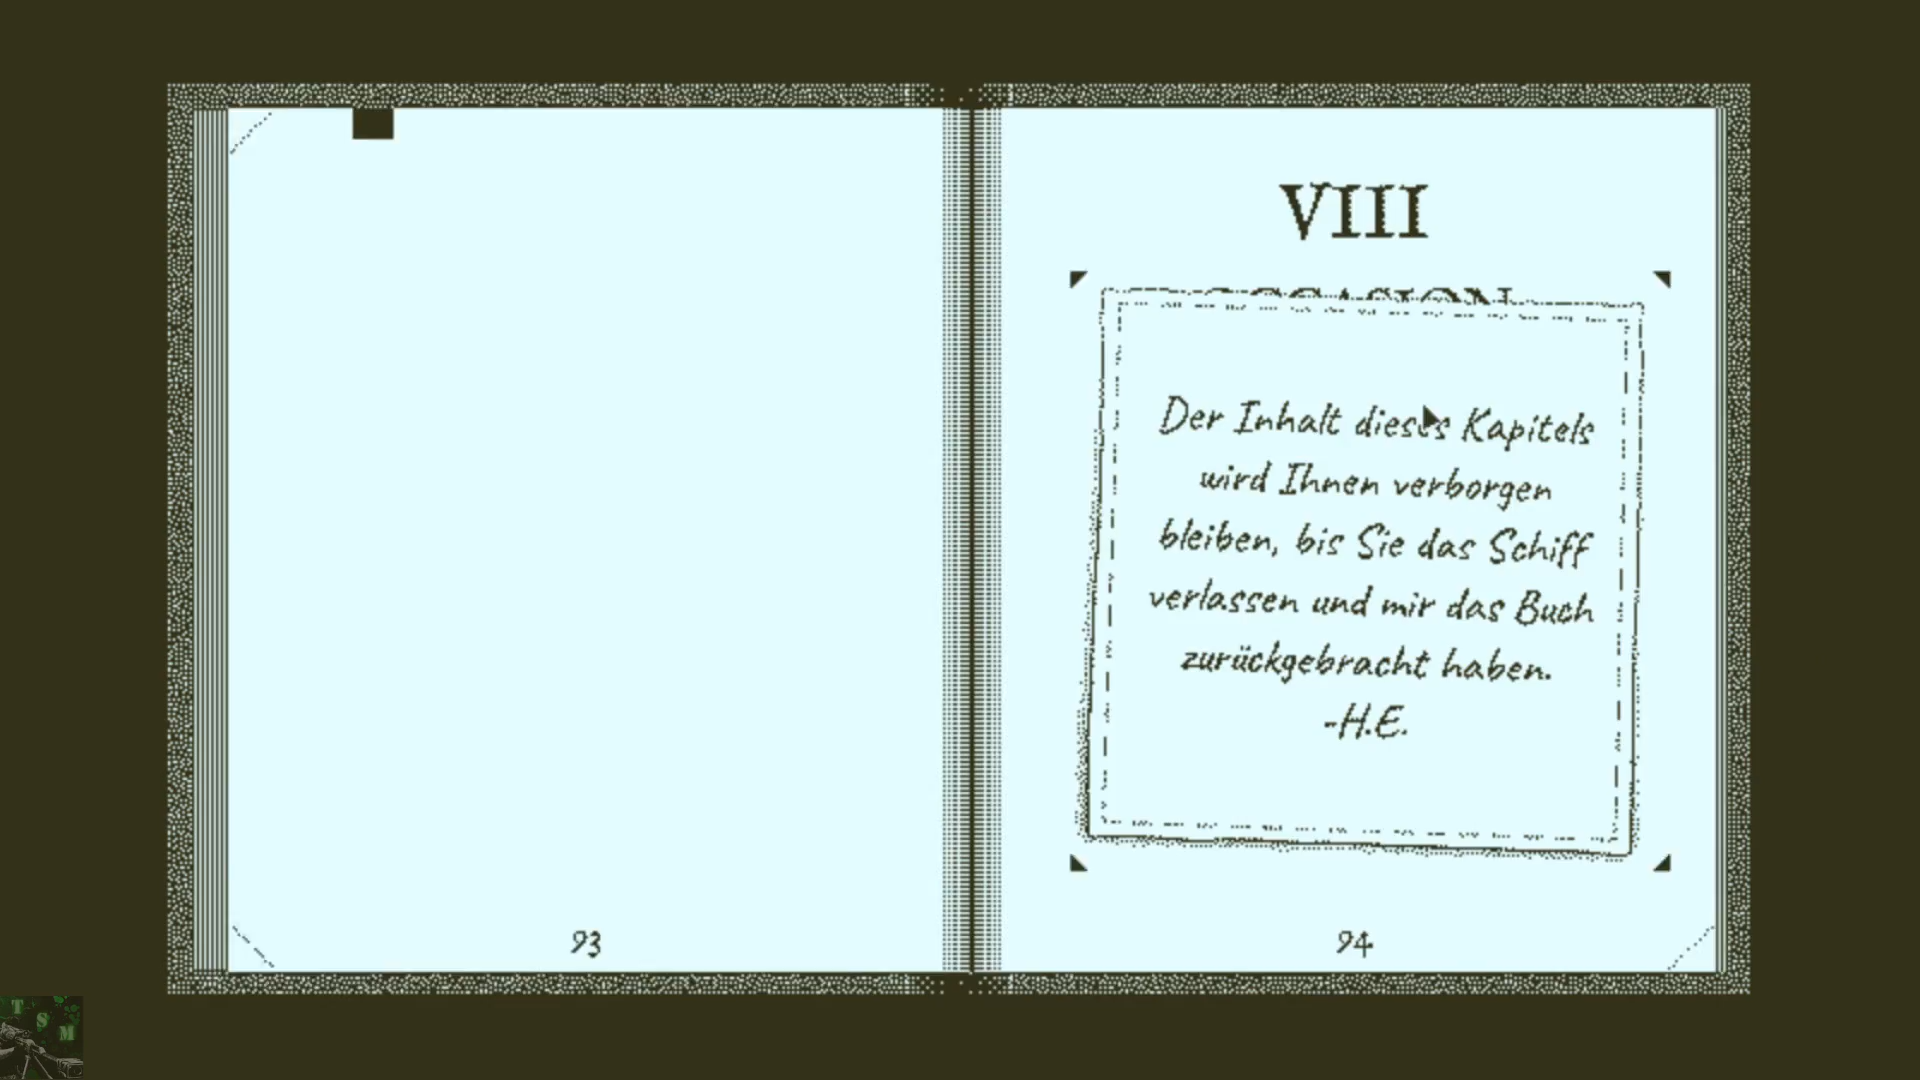 VIII
Der Inhalt dieses Kapitels
wird Ihnen verborgen
bleiben, bis Sie das Schiff
verlassen und mir das Buch
zurückgebracht haben.
-H.E.
93
94
T
S
M